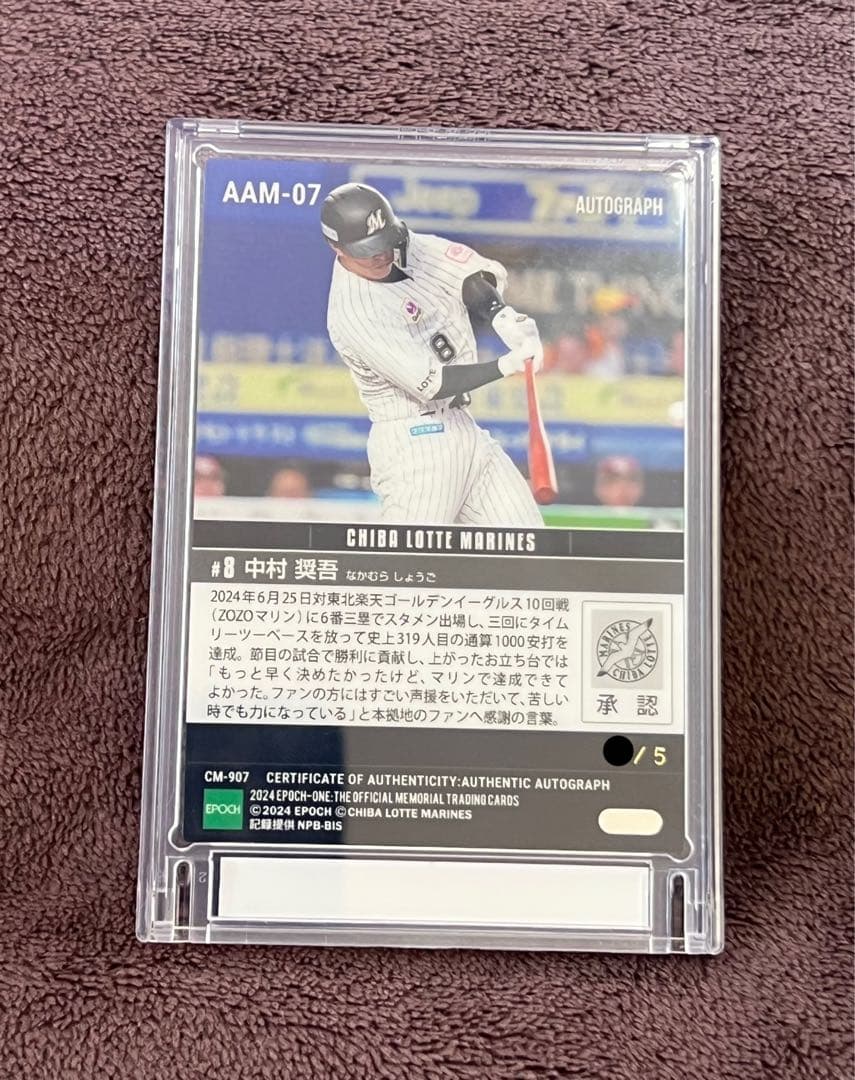 AAM-07
AUTOGRAPH
Jeep
M
8
LOTTE
CHIBA LOTTE MARINES
#8 中村 奨吾 なかむら しょうご
2024年6月25日対東北楽天ゴールデンイーグルス10回戦
(ZOZOマリン)に6番三塁でスタメン出場し、三回にタイム
リーツーベースを放って史上319人目の通算1000安打を
達成。節目の試合で勝利に貢献し、上がったお立ち台では
「もっと早く決めたかったけど、マリンで達成できて
よかった。ファンの方にはすごい声援をいただいて、苦しい
時でも力になっている」と本拠地のファンへ感謝の言葉。
MARINES
CHIBA LOTTE
承認
/ 5
CM-907 CERTIFICATE OF AUTHENTICITY:AUTHENTIC AUTOGRAPH
EPOCH
2024 EPOCH-ONE:THE OFFICIAL MEMORIAL TRADING CARDS
©2024 EPOCH ©CHIBA LOTTE MARINES
記録提供 NPB-BIS
2